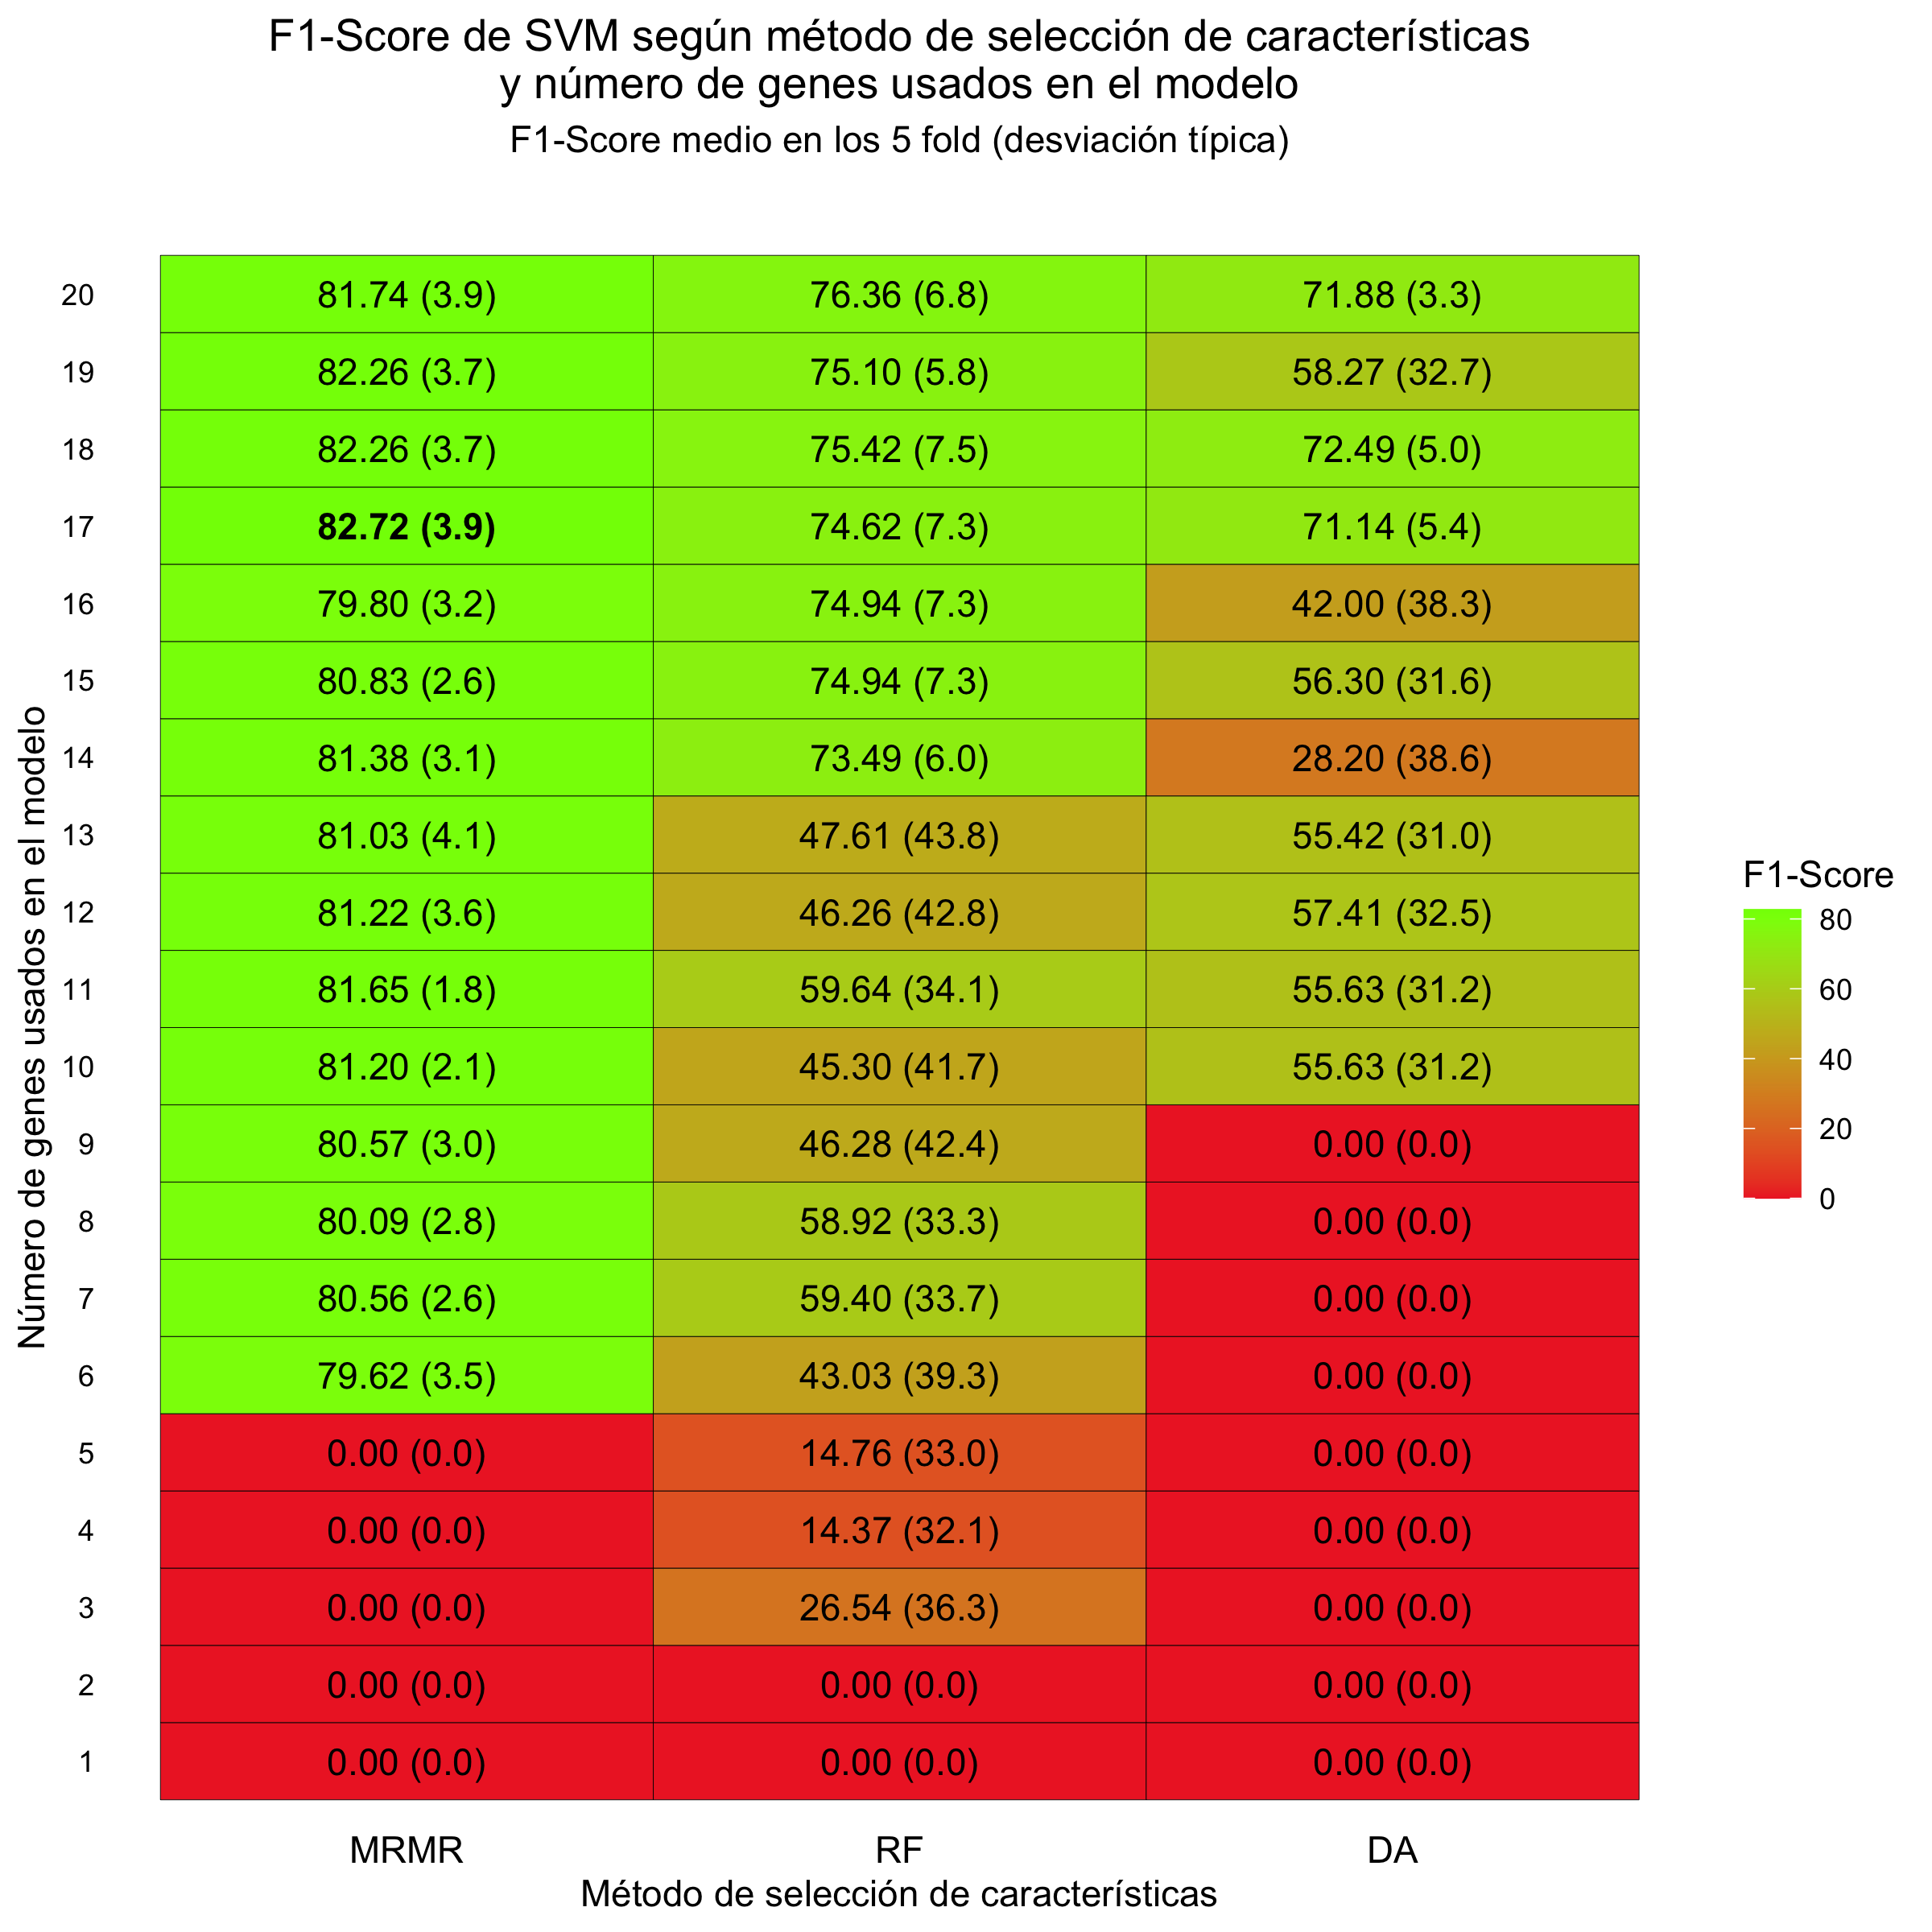 F1-Score de SVM según método de selección de características
y número de genes usados en el modelo
F1-Score medio en los 5 fold (desviación típica)
Número de genes usados en el modelo
20 81.74 (3.9) 76.36 (6.8) 71.88 (3.3)
19 82.26 (3.7) 75.10 (5.8) 58.27 (32.7)
18 82.26 (3.7) 75.42 (7.5) 72.49 (5.0)
17 82.72 (3.9) 74.62 (7.3) 71.14 (5.4)
16 79.80 (3.2) 74.94 (7.3) 42.00 (38.3)
15 80.83 (2.6) 74.94 (7.3) 56.30 (31.6)
14 81.38 (3.1) 73.49 (6.0) 28.20 (38.6)
13 81.03 (4.1) 47.61 (43.8) 55.42 (31.0)
12 81.22 (3.6) 46.26 (42.8) 57.41 (32.5)
11 81.65 (1.8) 59.64 (34.1) 55.63 (31.2)
10 81.20 (2.1) 45.30 (41.7) 55.63 (31.2)
9 80.57 (3.0) 46.28 (42.4) 0.00 (0.0)
8 80.09 (2.8) 58.92 (33.3) 0.00 (0.0)
7 80.56 (2.6) 59.40 (33.7) 0.00 (0.0)
6 79.62 (3.5) 43.03 (39.3) 0.00 (0.0)
5 0.00 (0.0) 14.76 (33.0) 0.00 (0.0)
4 0.00 (0.0) 14.37 (32.1) 0.00 (0.0)
3 0.00 (0.0) 26.54 (36.3) 0.00 (0.0)
2 0.00 (0.0) 0.00 (0.0) 0.00 (0.0)
1 0.00 (0.0) 0.00 (0.0) 0.00 (0.0)
MRMR RF DA
Método de selección de características
F1-Score
80
60
40
20
0